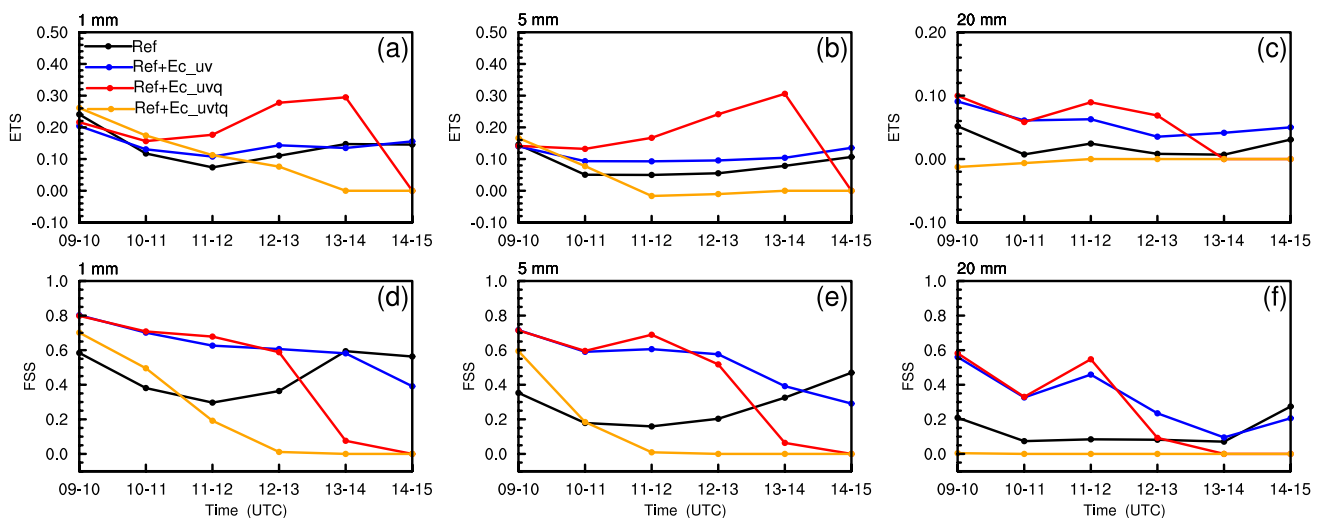 1 mm
(a)
ETS
0.50
0.40
0.30
0.20
0.10
0.00
-0.10
Ref
Ref+Ec_uv
Ref+Ec_uvq
Ref+Ec_uvtq
09-10 10-11 11-12 12-13 13-14 14-15
5 mm
(b)
ETS
0.50
0.40
0.30
0.20
0.10
0.00
-0.10
09-10 10-11 11-12 12-13 13-14 14-15
20 mm
(c)
ETS
0.20
0.10
0.00
-0.10
09-10 10-11 11-12 12-13 13-14 14-15
1 mm
(d)
FSS
1.0
0.8
0.6
0.4
0.2
0.0
09-10 10-11 11-12 12-13 13-14 14-15
Time (UTC)
5 mm
(e)
FSS
1.0
0.8
0.6
0.4
0.2
0.0
09-10 10-11 11-12 12-13 13-14 14-15
Time (UTC)
20 mm
(f)
FSS
1.0
0.8
0.6
0.4
0.2
0.0
09-10 10-11 11-12 12-13 13-14 14-15
Time (UTC)